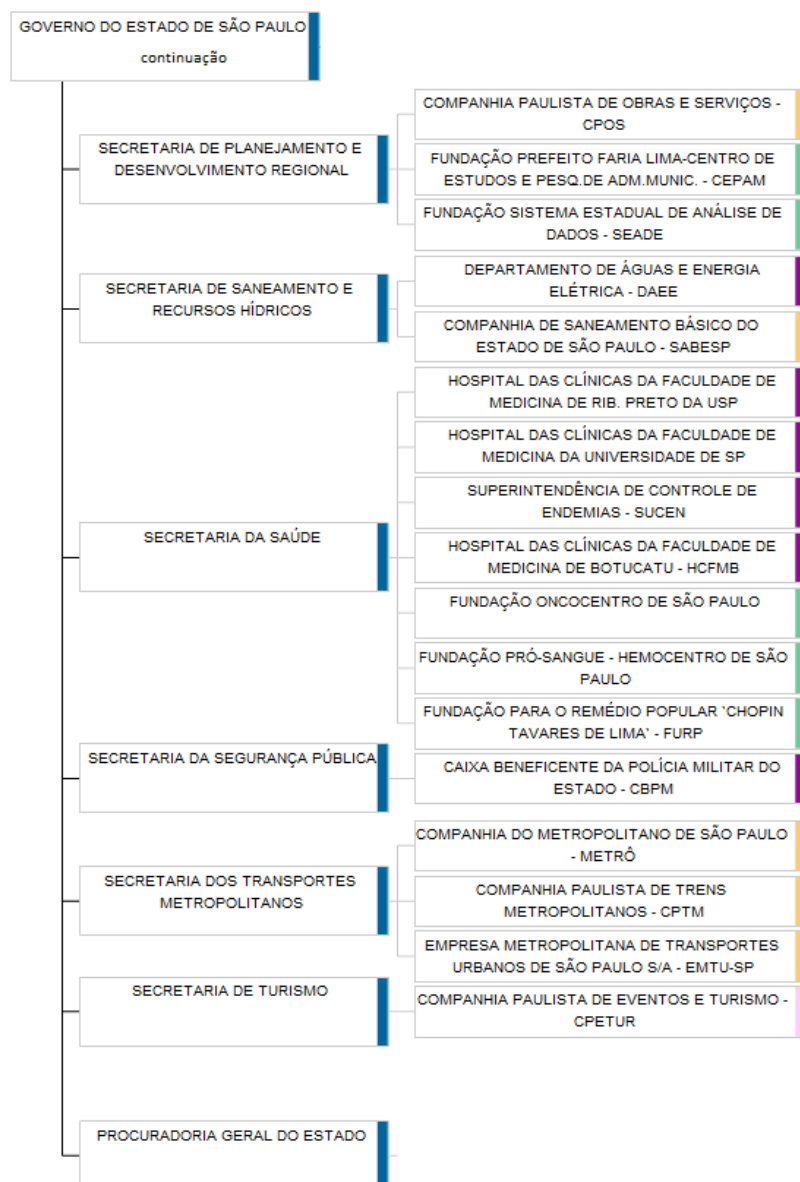 GOVERNO DO ESTADO DE SÃO PAULO
continuação
SECRETARIA DE PLANEJAMENTO E
DESENVOLVIMENTO REGIONAL
COMPANHIA PAULISTA DE OBRAS E SERVIÇOS -
CPOS
FUNDAÇÃO PREFEITO FARIA LIMA-CENTRO DE
ESTUDOS E PESQ.DE ADM.MUNIC. - CEPAM
FUNDAÇÃO SISTEMA ESTADUAL DE ANÁLISE DE
DADOS - SEADE
SECRETARIA DE SANEAMENTO E
RECURSOS HÍDRICOS
DEPARTAMENTO DE ÁGUAS E ENERGIA
ELÉTRICA - DAEE
COMPANHIA DE SANEAMENTO BÁSICO DO
ESTADO DE SÃO PAULO - SABESP
SECRETARIA DA SAÚDE
HOSPITAL DAS CLÍNICAS DA FACULDADE DE
MEDICINA DE RIB. PRETO DA USP
HOSPITAL DAS CLÍNICAS DA FACULDADE DE
MEDICINA DA UNIVERSIDADE DE SP
SUPERINTENDÊNCIA DE CONTROLE DE
ENDEMIAS - SUCEN
HOSPITAL DAS CLÍNICAS DA FACULDADE DE
MEDICINA DE BOTUCATU - HCFMB
FUNDAÇÃO ONCOCENTRO DE SÃO PAULO
FUNDAÇÃO PRÓ-SANGUE - HEMOCENTRO DE SÃO
PAULO
FUNDAÇÃO PARA O REMÉDIO POPULAR `CHOPIN
TAVARES DE LIMA` - FURP
SECRETARIA DA SEGURANÇA PÚBLICA
CAIXA BENEFICENTE DA POLÍCIA MILITAR DO
ESTADO - CBPM
SECRETARIA DOS TRANSPORTES
METROPOLITANOS
COMPANHIA DO METROPOLITANO DE SÃO PAULO
- METRÔ
COMPANHIA PAULISTA DE TRENS
METROPOLITANOS - CPTM
EMPRESA METROPOLITANA DE TRANSPORTES
URBANOS DE SÃO PAULO S/A - EMTU-SP
SECRETARIA DE TURISMO
COMPANHIA PAULISTA DE EVENTOS E TURISMO -
CPETUR
PROCURADORIA GERAL DO ESTADO